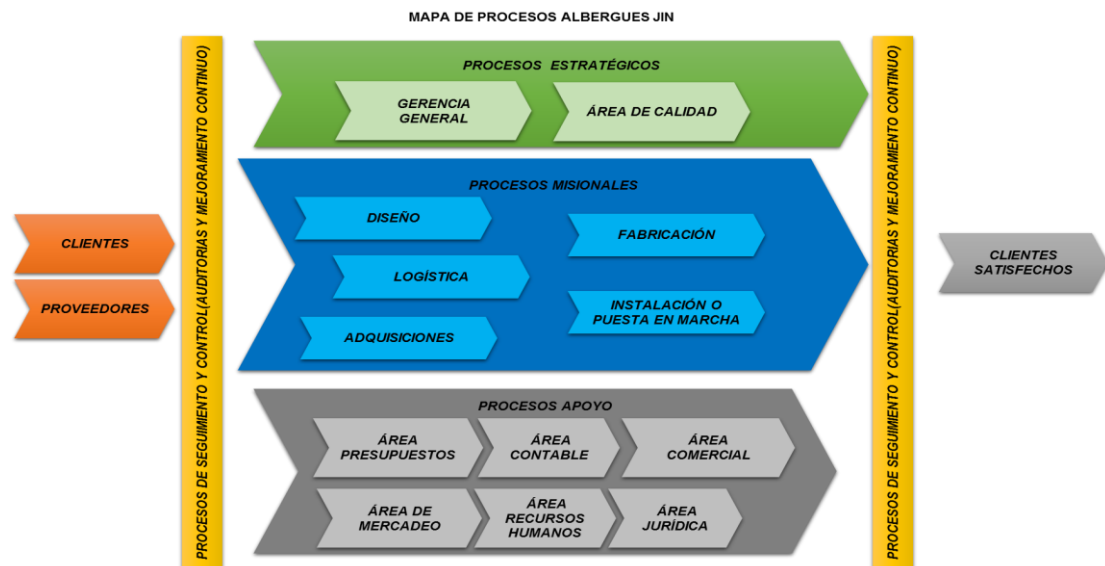 MAPA DE PROCESOS ALBERGUES JIN
PROCESOS DE SEGUIMIENTO Y CONTROL(AUDITORIAS Y MEJORAMIENTO CONTINUO)
CLIENTES
PROVEEDORES
PROCESOS ESTRATÉGICOS
GERENCIA
GENERAL
ÁREA DE CALIDAD
PROCESOS MISIONALES
DISEÑO
LOGÍSTICA
ADQUISICIONES
FABRICACIÓN
INSTALACIÓN O
PUESTA EN MARCHA
PROCESOS APOYO
ÁREA
PRESUPUESTOS
ÁREA
CONTABLE
ÁREA
COMERCIAL
ÁREA DE
MERCADEO
ÁREA
RECURSOS
HUMANOS
ÁREA
JURÍDICA
PROCESOS DE SEGUIMIENTO Y CONTROL(AUDITORIAS Y MEJORAMIENTO CONTINUO)
CLIENTES
SATISFECHOS